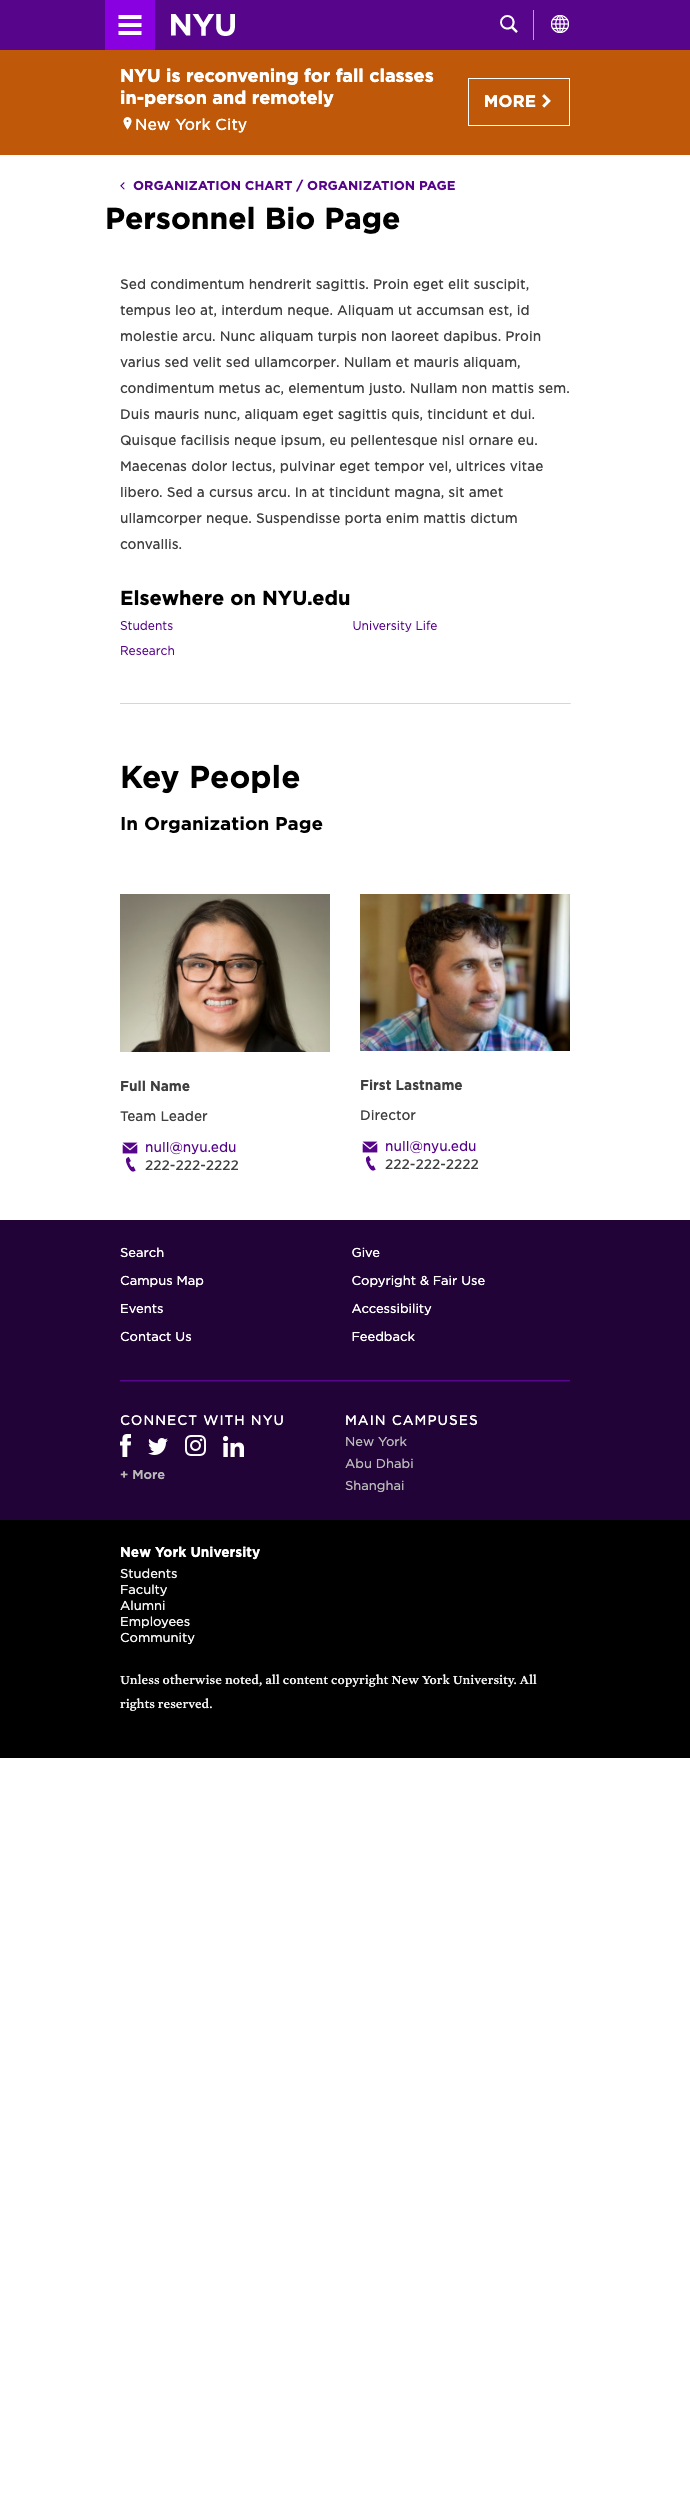 NYU
NYU is reconvening for fall classes
in-person and remotely
New York City
MORE
ORGANIZATION CHART / ORGANIZATION PAGE
Personnel Bio Page
Sed condimentum hendrerit sagittis. Proin eget elit suscipit,
tempus leo at, interdum neque. Aliquam ut accumsan est, id
molestie arcu. Nunc aliquam turpis non laoreet dapibus. Proin
varius sed velit sed ullamcorper. Nullam et mauris aliquam,
condimentum metus ac, elementum justo. Nullam non mattis sem.
Duis mauris nunc, aliquam eget sagittis quis, tincidunt et dui.
Quisque facilisis neque ipsum, eu pellentesque nisl ornare eu.
Maecenas dolor lectus, pulvinar eget tempor vel, ultrices vitae
libero. Sed a cursus arcu. In at tincidunt magna, sit amet
ullamcorper neque. Suspendisse porta enim mattis dictum
convallis.
Elsewhere on NYU.edu
Students
University Life
Research
Key People
In Organization Page
Full Name
Team Leader
null@nyu.edu
222-222-2222
First Lastname
Director
null@nyu.edu
222-222-2222
Search
Campus Map
Events
Contact Us
Give
Copyright & Fair Use
Accessibility
Feedback
CONNECT WITH NYU
+ More
MAIN CAMPUSES
New York
Abu Dhabi
Shanghai
New York University
Students
Faculty
Alumni
Employees
Community
Unless otherwise noted, all content copyright New York University. All
rights reserved.